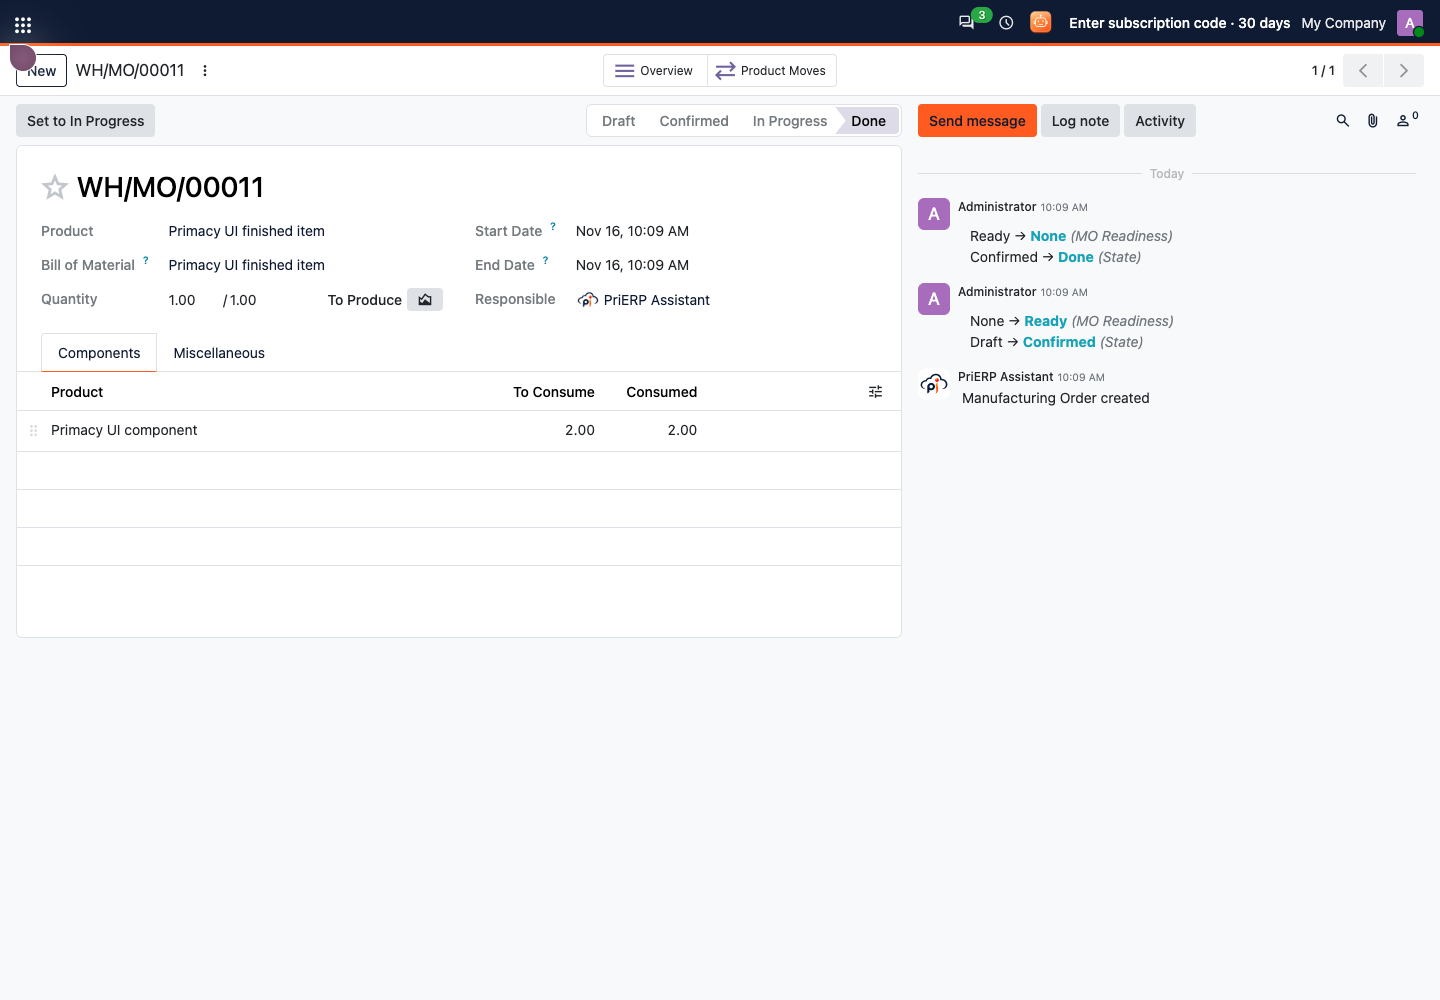 3
Enter subscription code · 30 days
My Company
A
New
WH/MO/00011
Overview
Product Moves
1 / 1
Set to In Progress
Draft
Confirmed
In Progress
Done
Send message
Log note
Activity
0
WH/MO/00011
Product
Primacy UI finished item
Start Date ?
Nov 16, 10:09 AM
Bill of Material ?
Primacy UI finished item
End Date ?
Nov 16, 10:09 AM
Quantity
1.00 / 1.00
To Produce
Responsible
pi
PriERP Assistant
Components
Miscellaneous
Product
To Consume
Consumed
Primacy UI component
2.00
2.00
Today
A
Administrator 10:09 AM
Ready → None (MO Readiness)
Confirmed → Done (State)
A
Administrator 10:09 AM
None → Ready (MO Readiness)
Draft → Confirmed (State)
pi
PriERP Assistant 10:09 AM
Manufacturing Order created